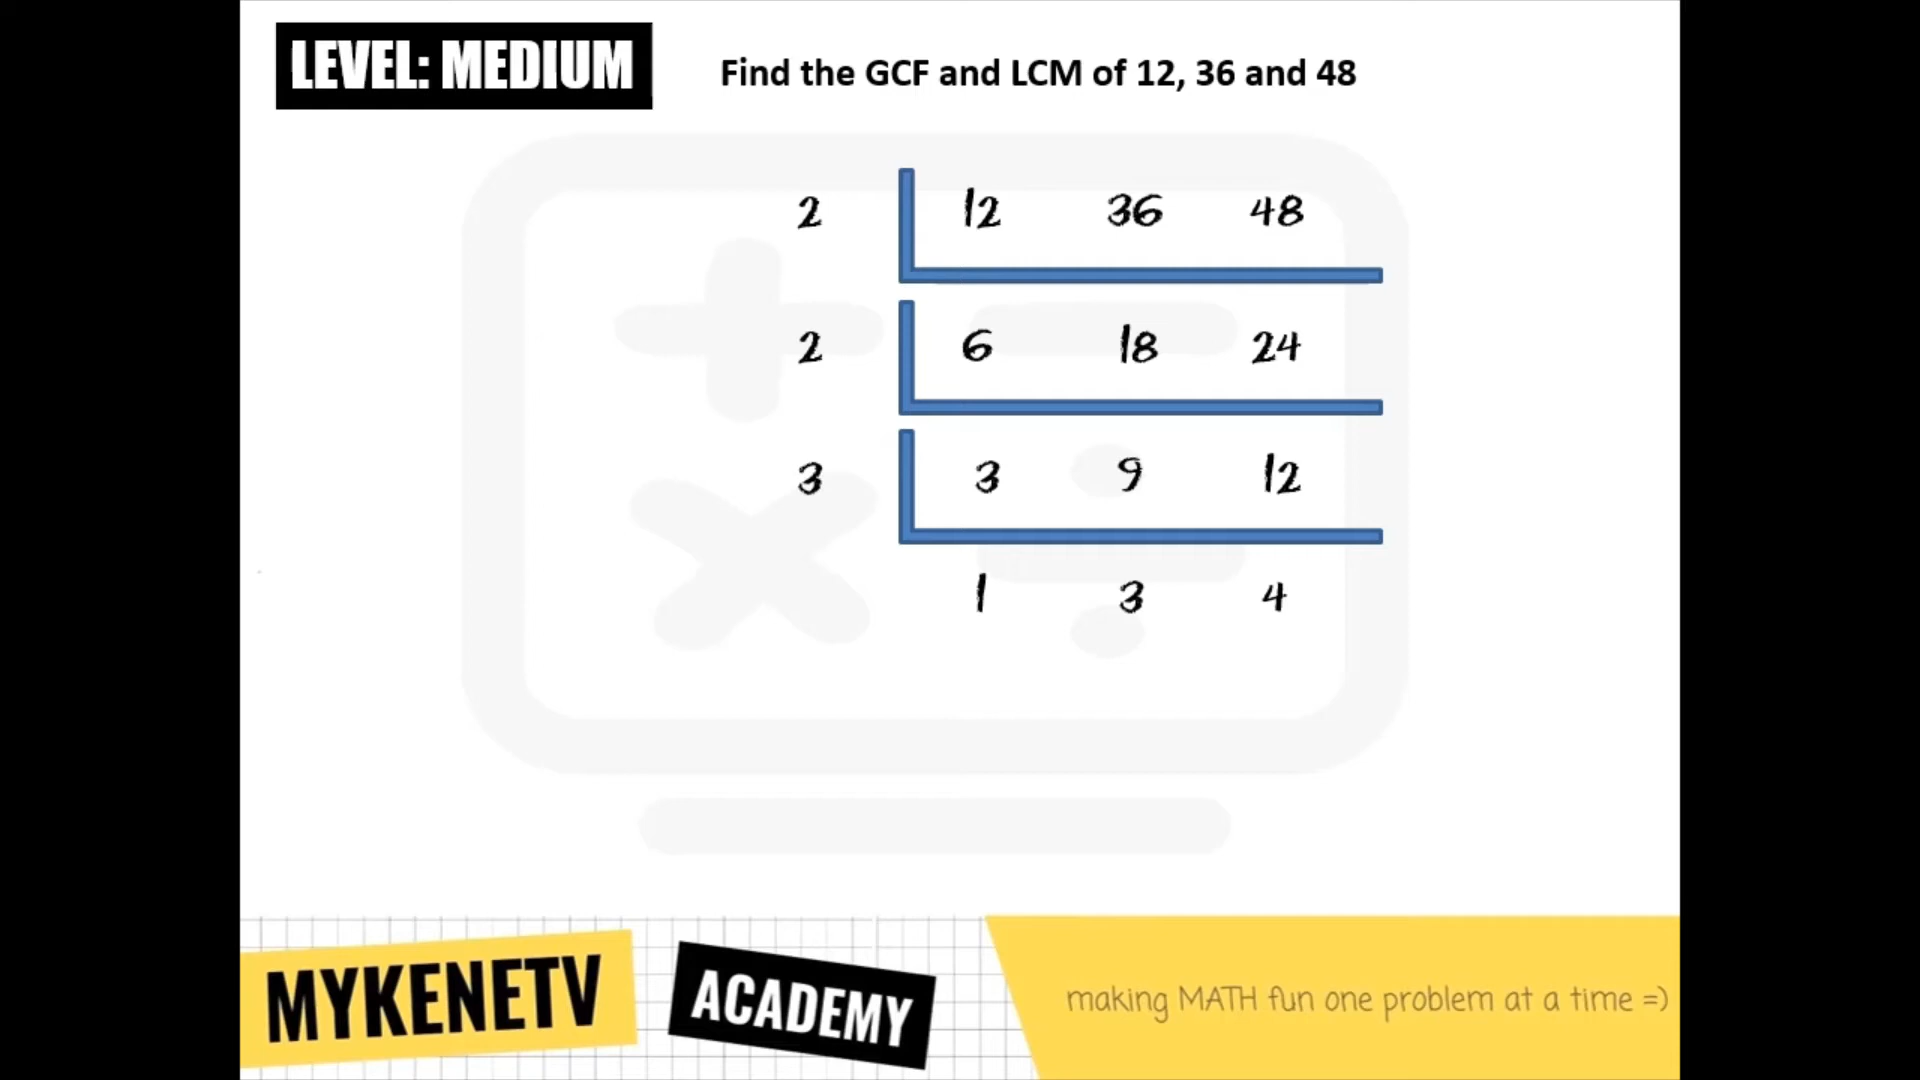 LEVEL: MEDIUM
Find the GCF and LCM of 12, 36 and 48
2 12 36 48
2 6 18 24
3 3 9 12
1 3 4
MYKENETV
ACADEMY
making MATH fun one problem at a time =)